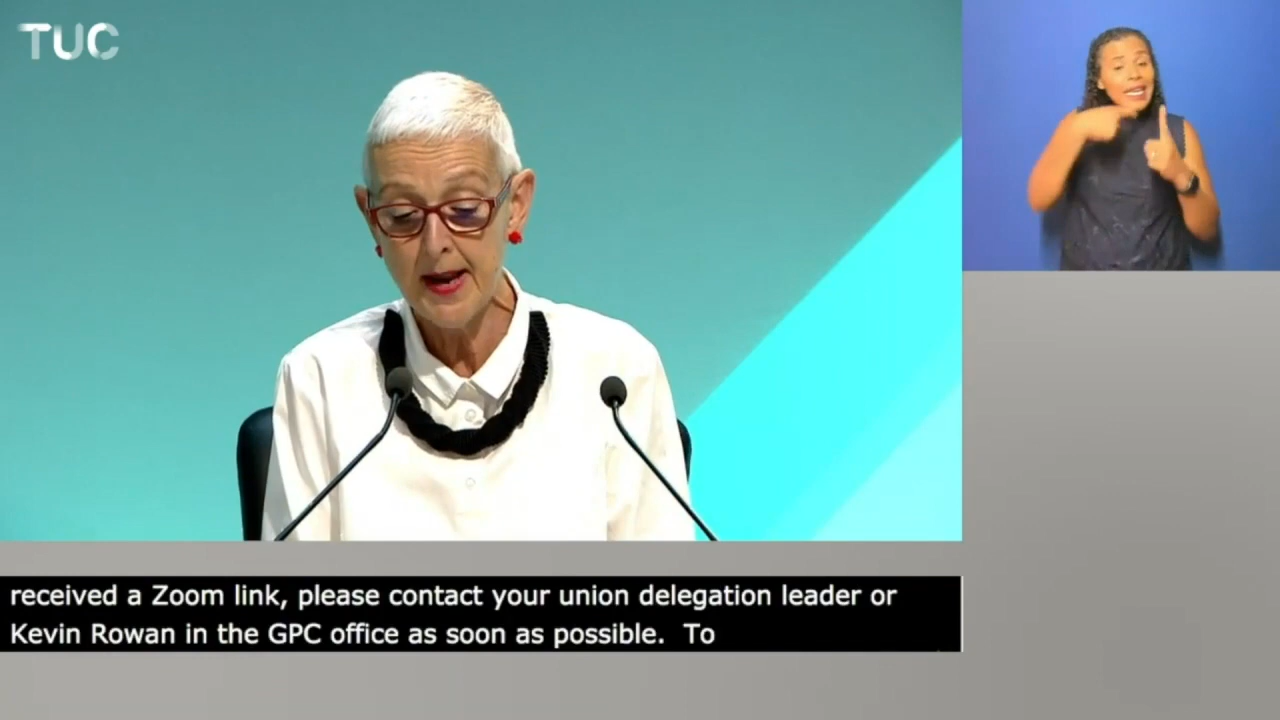 TUC
received a Zoom link, please contact your union delegation leader or
Kevin Rowan in the GPC office as soon as possible.  To